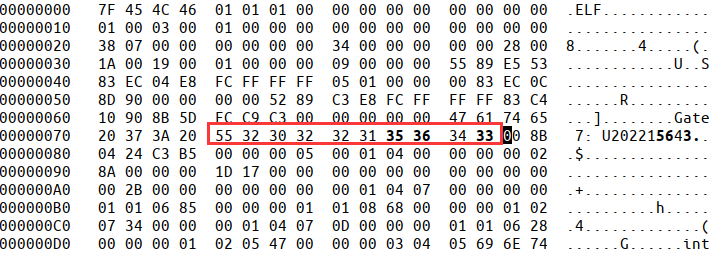 00000000 7F 45 4C 46 01 01 01 00 00 00 00 00 00 00 00 00 .ELF............
00000010 01 00 03 00 01 00 00 00 00 00 00 00 00 00 00 00 ................
00000020 38 07 00 00 00 00 00 00 34 00 00 00 00 00 28 00 8.......4.....(.
00000030 1A 00 19 00 01 00 00 00 09 00 00 00 55 89 E5 53 ............U..S
00000040 83 EC 04 E8 FC FF FF FF 05 01 00 00 00 83 EC 0C ................
00000050 8D 90 00 00 00 00 52 89 C3 E8 FC FF FF FF 83 C4 ......R.........
00000060 10 90 8B 5D FC C9 C3 00 00 00 00 00 47 61 74 65 ...]........Gate
00000070 20 37 3A 20 55 32 30 32 32 31 35 36 34 33 00 8B 7: U202215643..
00000080 04 24 C3 B5 00 00 00 05 00 01 04 00 00 00 00 02 .$..............
00000090 8A 00 00 00 1D 17 00 00 00 00 00 00 00 00 00 00 ................
000000A0 00 2B 00 00 00 00 00 00 00 01 04 07 00 00 00 00 .+..............
000000B0 01 01 06 85 00 00 00 01 01 08 68 00 00 00 01 02 ..........h.....
000000C0 07 34 00 00 00 01 04 07 0D 00 00 00 01 01 06 28 .4.............(
000000D0 00 00 00 01 02 05 47 00 00 00 03 04 05 69 6E 74 ......G......int